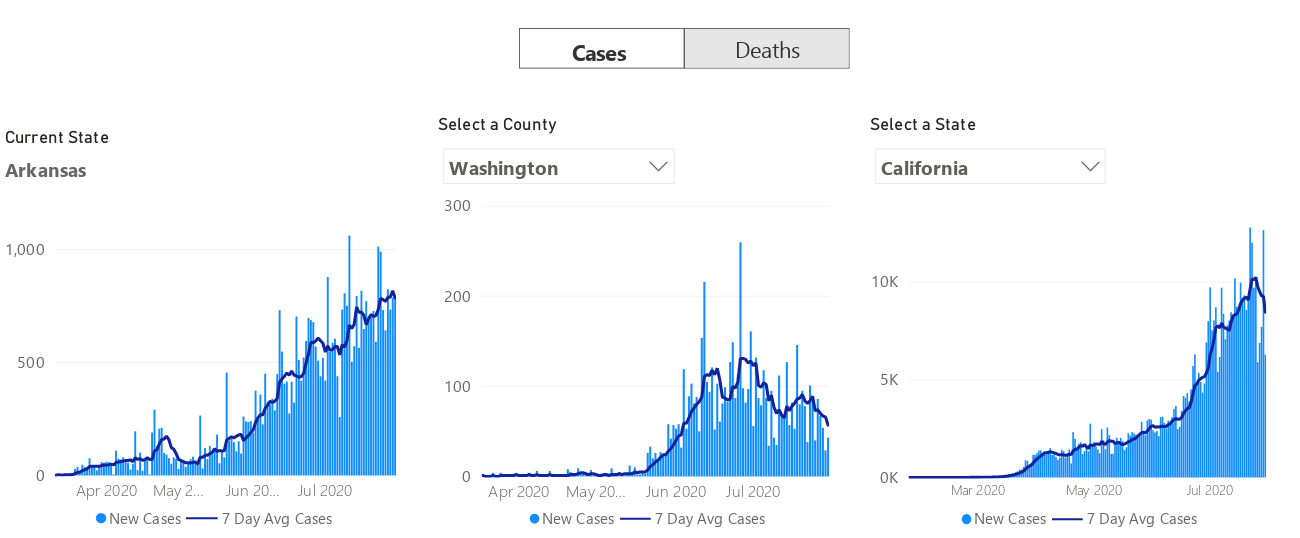 Cases
Deaths
Current State
Arkansas
1,000
500
0
Apr 2020
May 2...
Jun 20...
Jul 2020
New Cases
7 Day Avg Cases
Select a County
Washington
300
200
100
0
Apr 2020
May 20...
Jun 2020
Jul 2020
New Cases
7 Day Avg Cases
Select a State
California
10K
5K
0K
Mar 2020
May 2020
Jul 2020
New Cases
7 Day Avg Cases